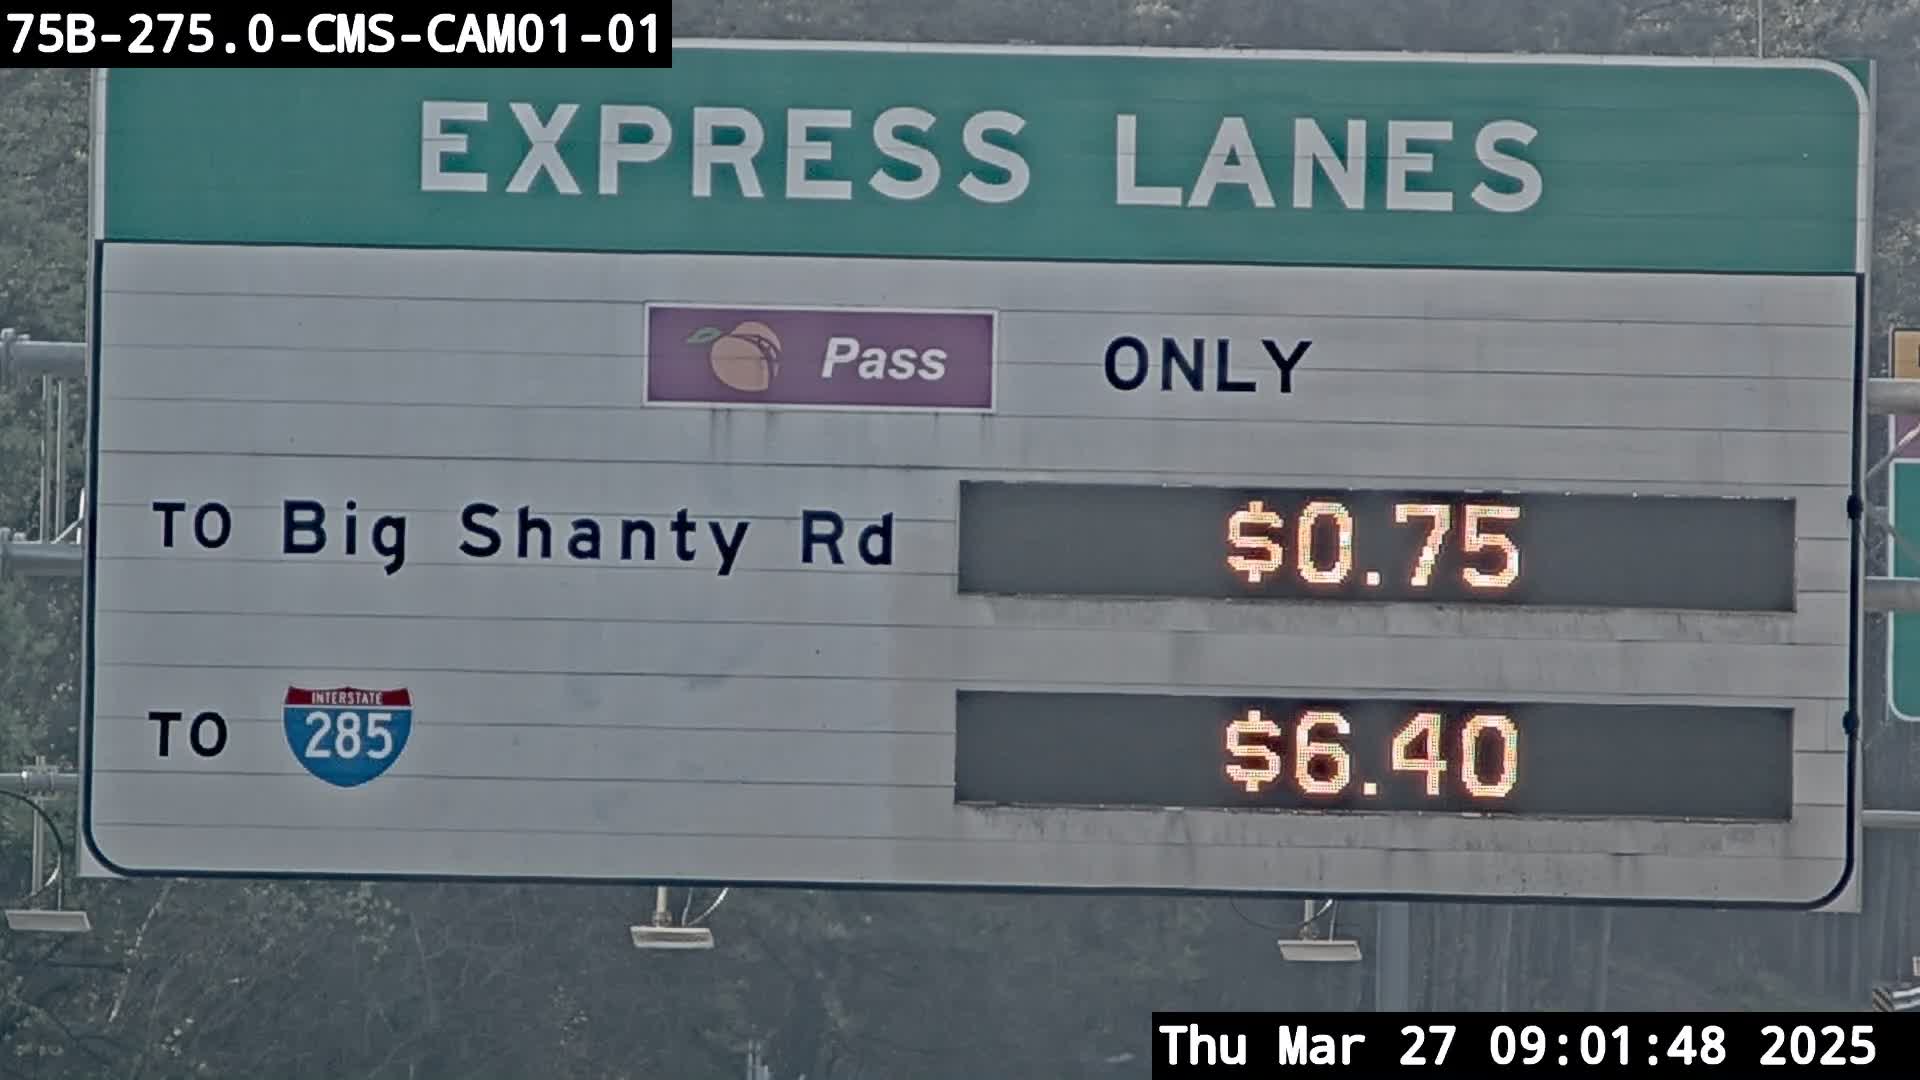 75B-275.0-CMS-CAM01-01
EXPRESS LANES
Pass ONLY
TO Big Shanty Rd $0.75
TO INTERSTATE 285 $6.40
Thu Mar 27 09:01:48 2025